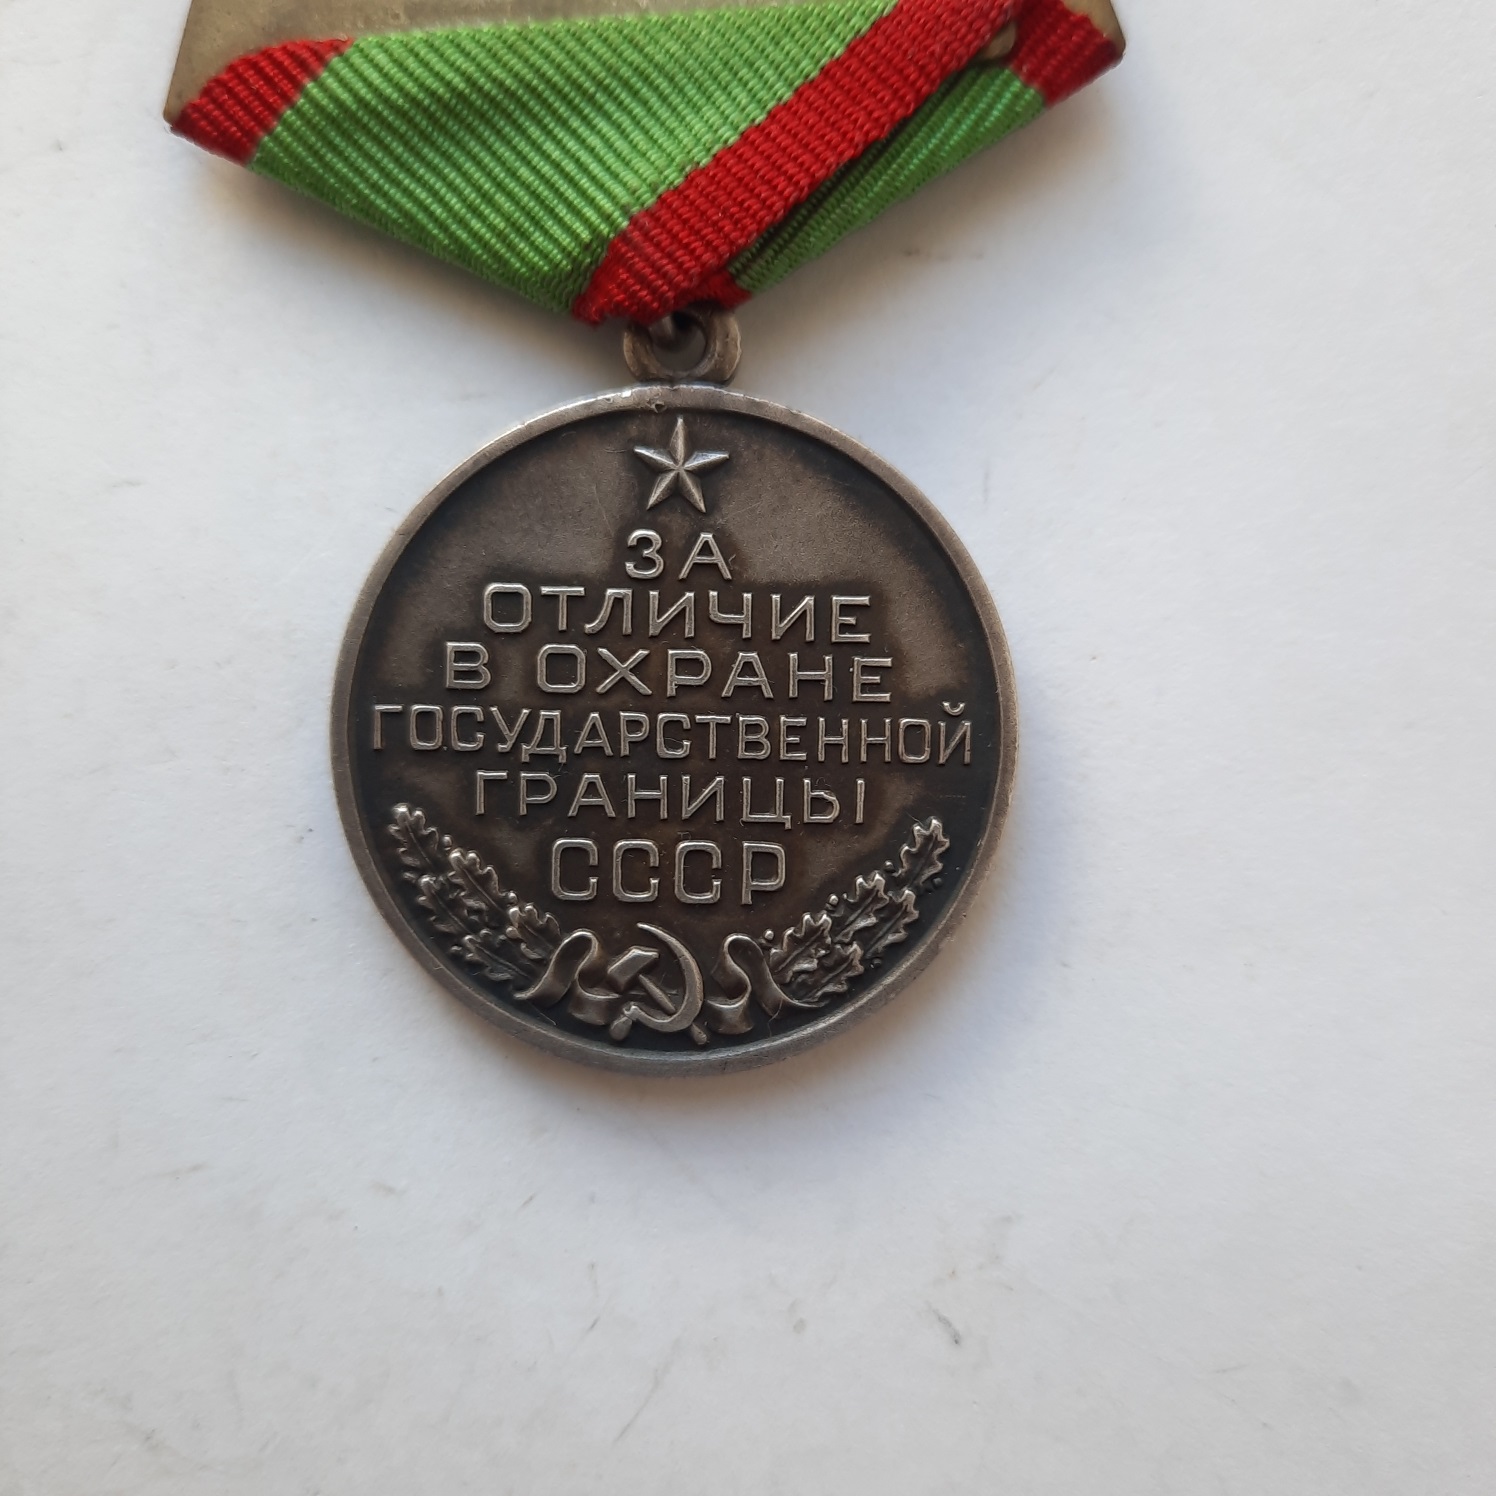 ЗА
ОТЛИЧИЕ
В ОХРАНЕ
ГОСУДАРСТВЕННОЙ
ГРАНИЦЫ
СССР